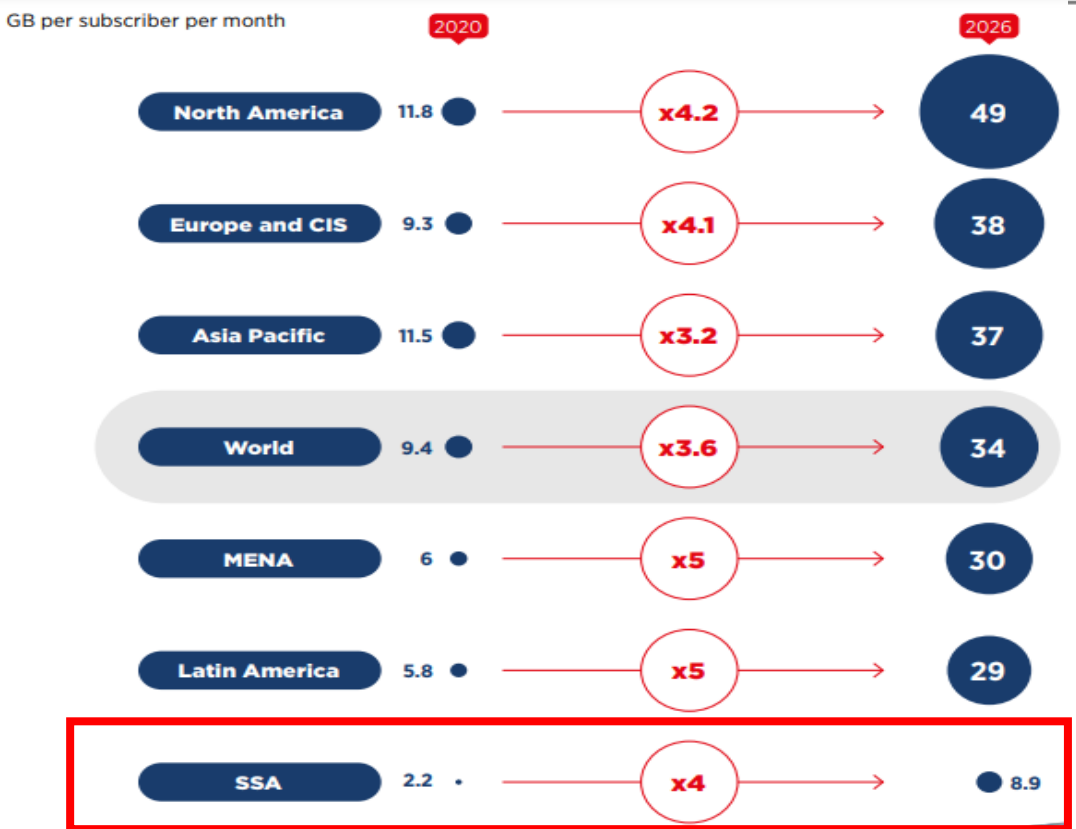 GB per subscriber per month 2020 2026
North America 11.8 x4.2 49
Europe and CIS 9.3 x4.1 38
Asia Pacific 11.5 x3.2 37
World 9.4 x3.6 34
MENA 6 x5 30
Latin America 5.8 x5 29
SSA 2.2 x4 8.9